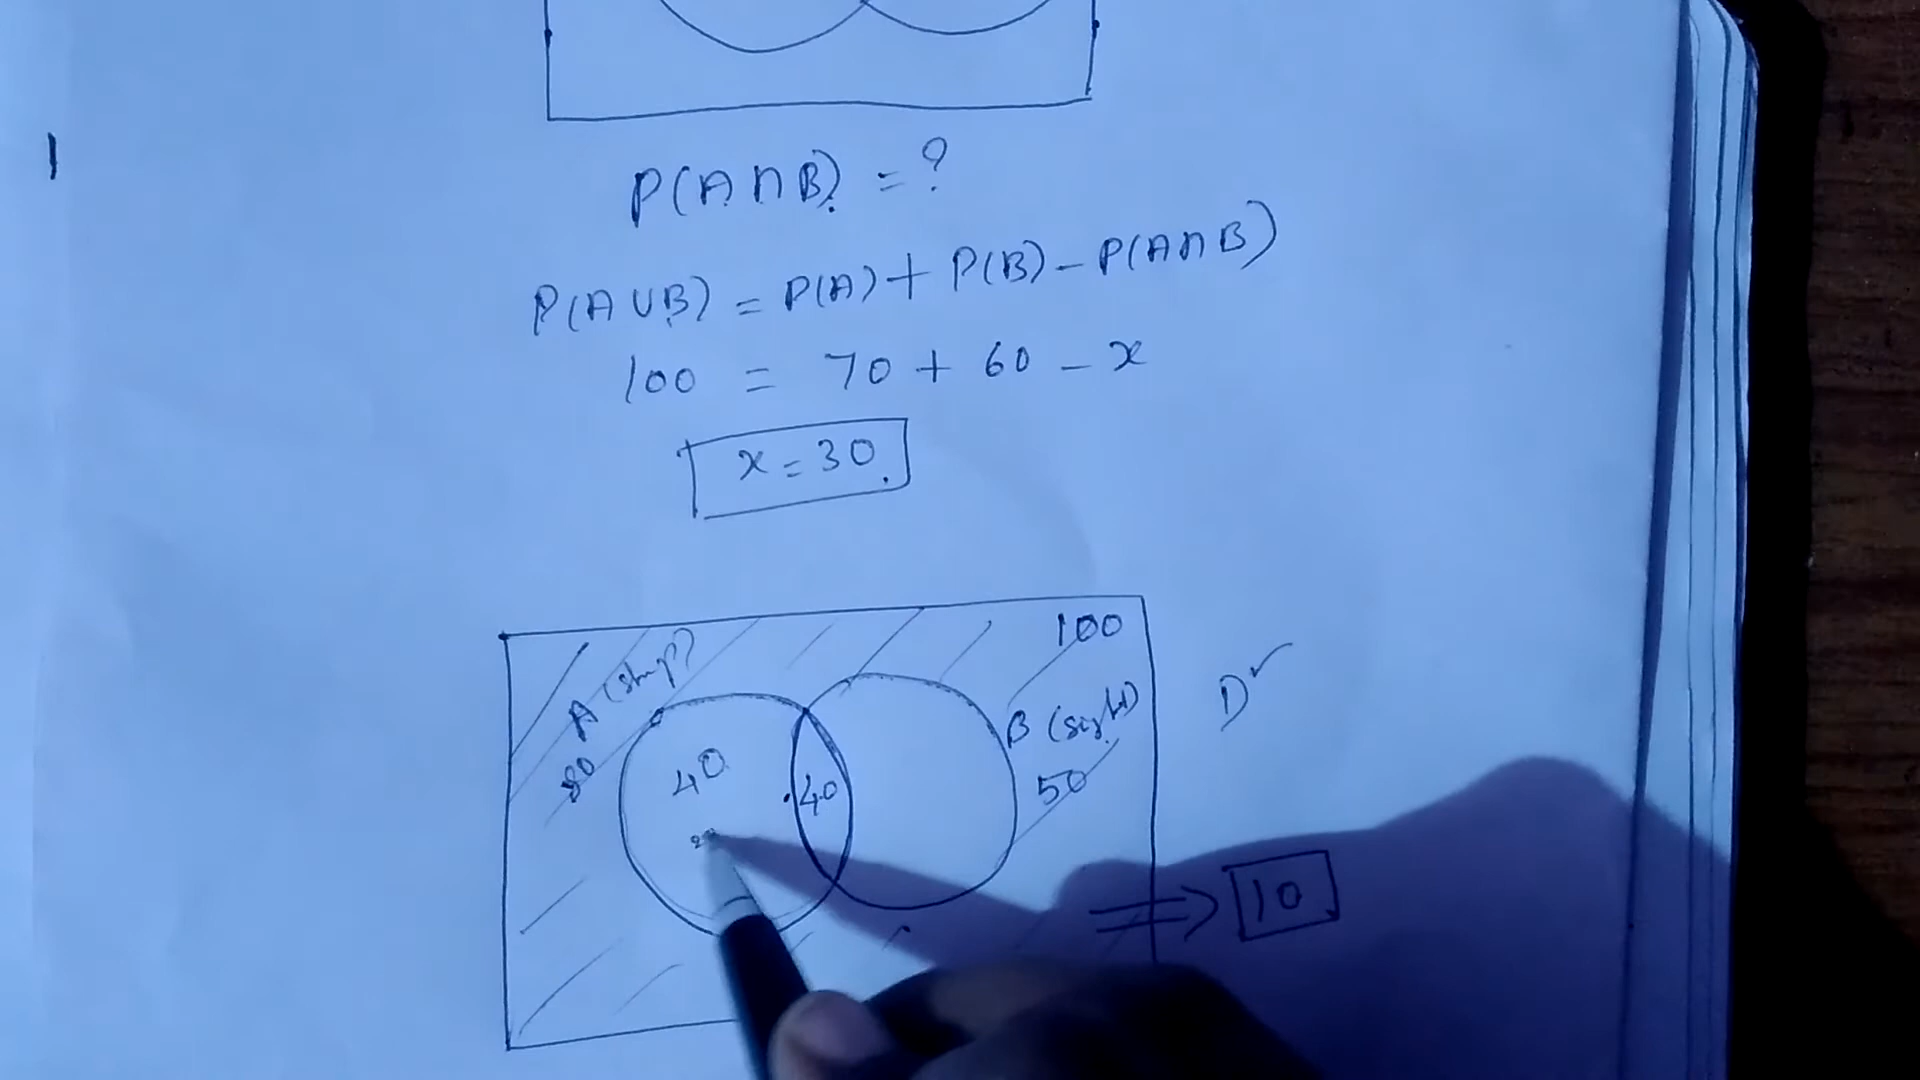 P(A∩B) = ?
P(A∪B) = P(A) + P(B) - P(A∩B)
100 = 70 + 60 - x
x = 30
100
A
80
40
40
B
50
D
⇒ 10